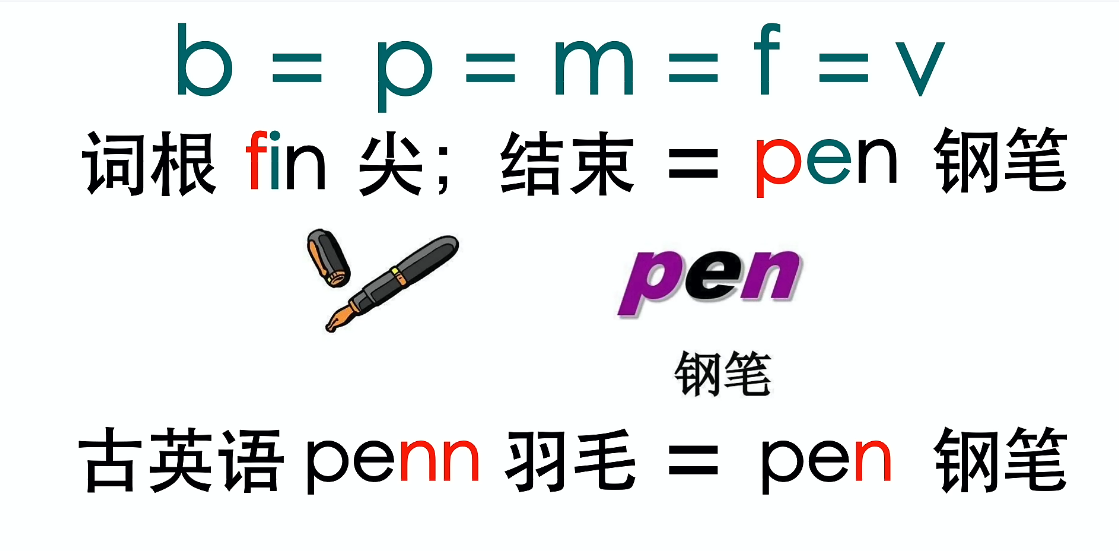 b = p = m = f = v
词根 fin 尖；结束 = pen 钢笔
pen
钢笔
古英语 penn 羽毛 = pen 钢笔